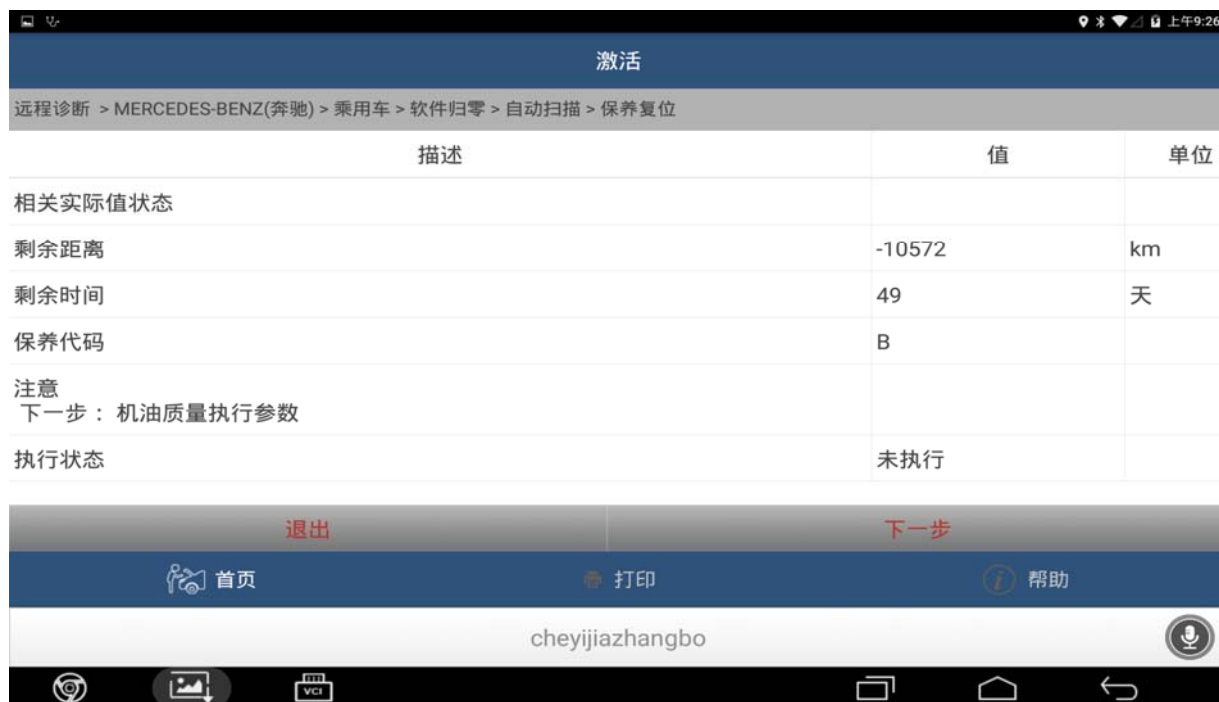 上午9:26
激活
远程诊断 > MERCEDES-BENZ(奔驰) > 乘用车 > 软件归零 > 自动扫描 > 保养复位
描述 值 单位
相关实际值状态
剩余距离 -10572 km
剩余时间 49 天
保养代码 B
注意
下一步 : 机油质量执行参数
执行状态 未执行
退出 下一步
首页 打印 帮助
cheyijiazhangbo
VCI